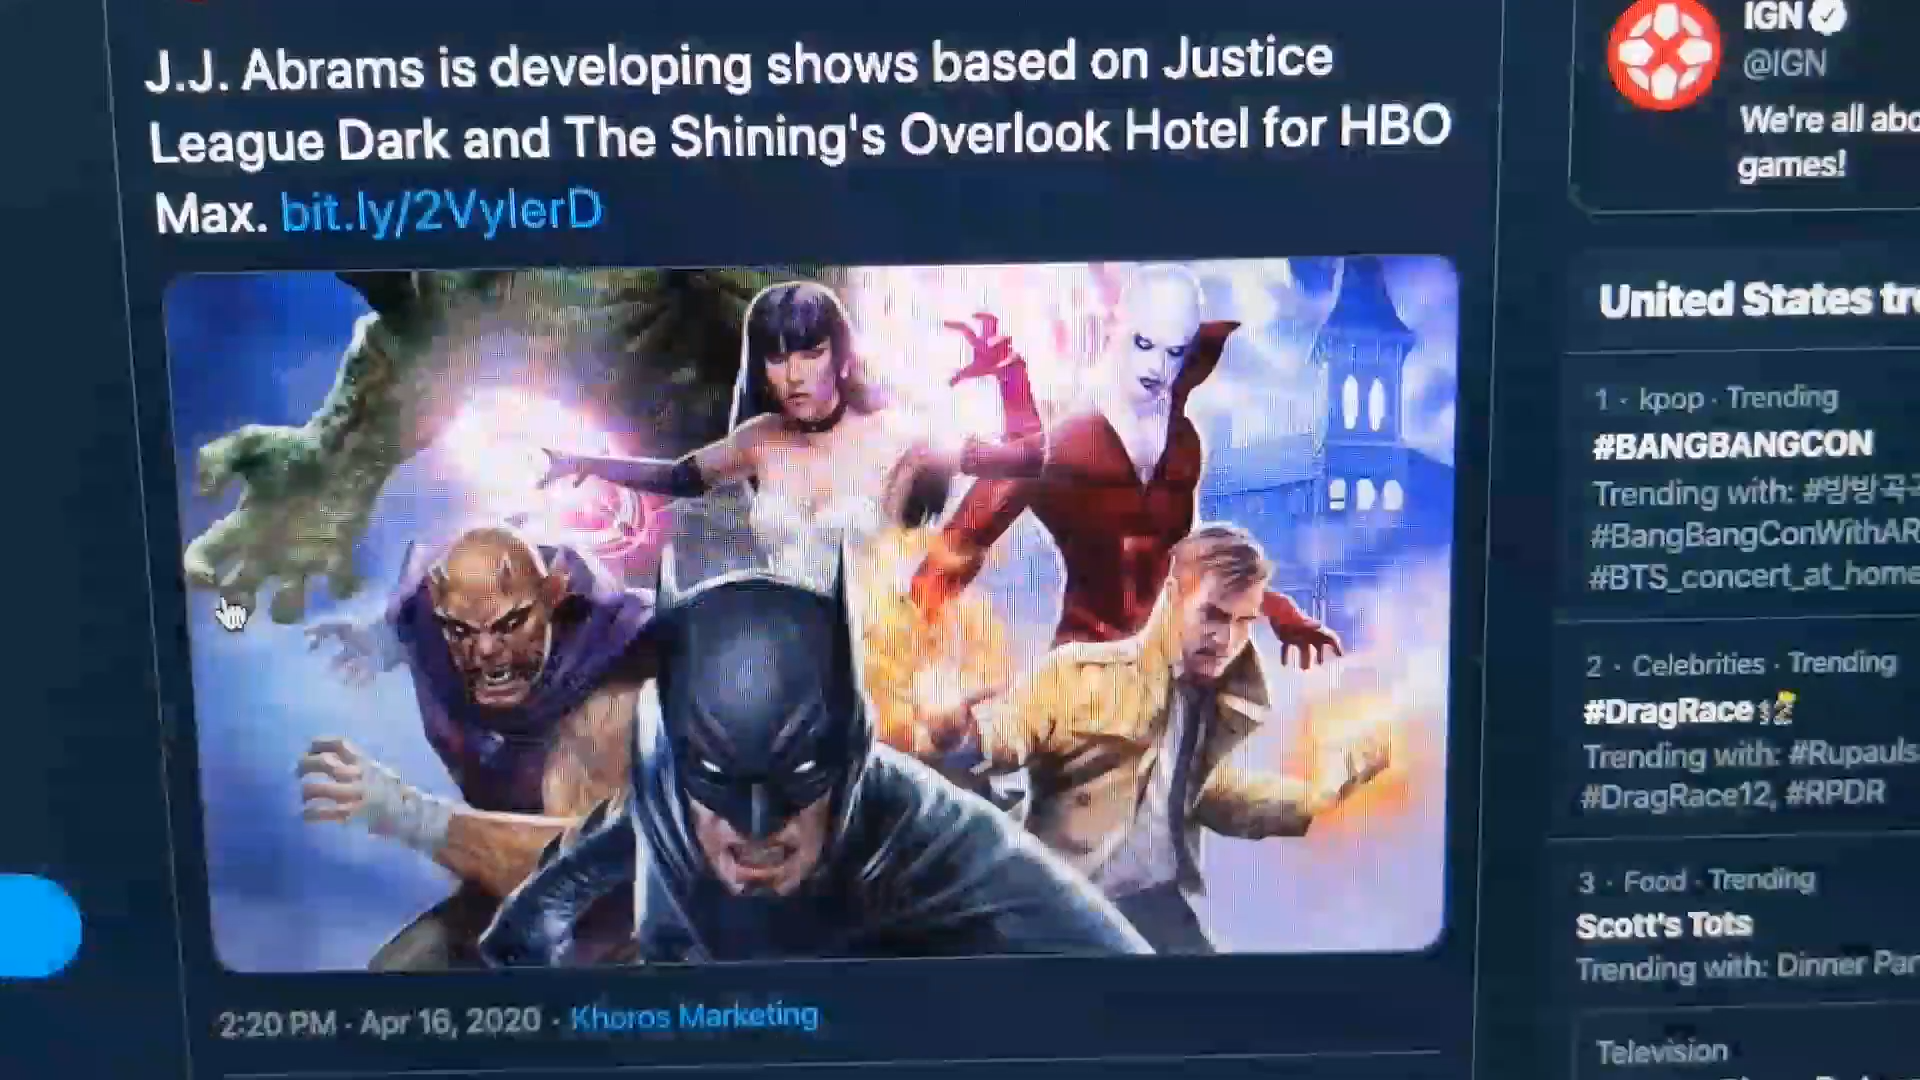 J.J. Abrams is developing shows based on Justice
League Dark and The Shining's Overlook Hotel for HBO
Max. bit.ly/2VylerD
2:20 PM · Apr 16, 2020 · Khoros Marketing
IGN
@IGN
We're all
games!
United States
1 · kpop · Trending
#BANGBANGCON
Trending with: #방방곡
#BangBangConWithAR
#BTS_concert_at_home
2 · Celebrities · Trending
#DragRace
Trending with: #Rupauls
#DragRace12, #RPDR
3 · Food · Trending
Scott's Tots
Trending with: Dinner
Television